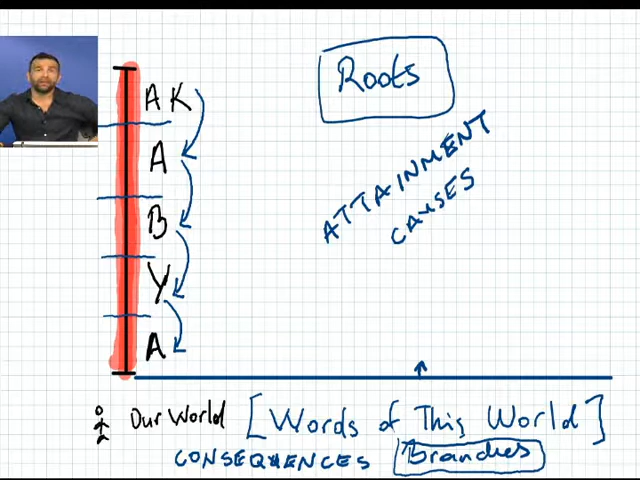 Roots
AK
A
B
Y
A
ATTAINMENT
CAUSES
Our World [Words of This World]
CONSEQUENCES Branches